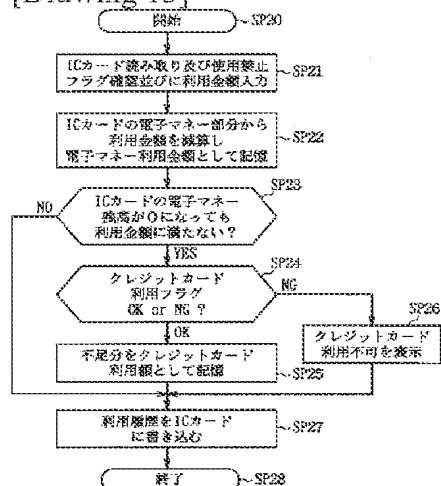 [Drawing 15]
開始
SP20
ICカード読み取り及び使用禁止
フラグ確認並びに利用金額入力
SP21
ICカードの電子マネー部分から
利用金額を減算し
電子マネー利用金額として記憶
SP22
SP23
ICカードの電子マネー
残高が0になっても
利用金額に満たない?
NO
YES
SP24
クレジットカード
利用フラグ
OK or NG ?
NG
OK
SP26
クレジットカード
利用不可を表示
不足分をクレジットカード
利用額として記憶
SP25
利用履歴をICカード
に書き込む
SP27
終了
SP28